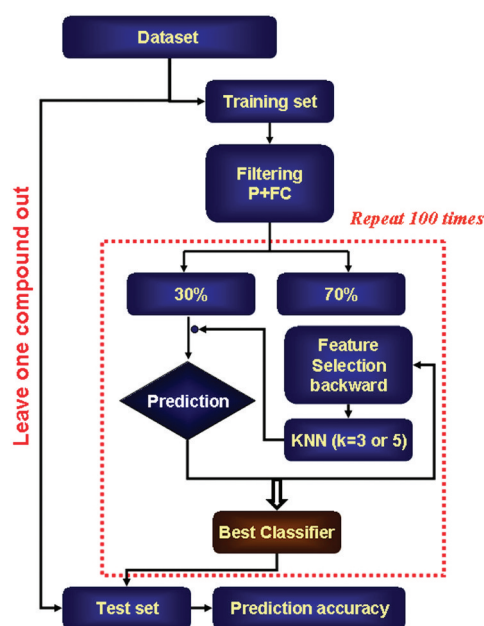 Dataset
Training set
Filtering
P+FC
Repeat 100 times
Leave one compound out
30%
70%
Feature
Selection
backward
Prediction
KNN (k=3 or 5)
Best Classifier
Test set
Prediction accuracy